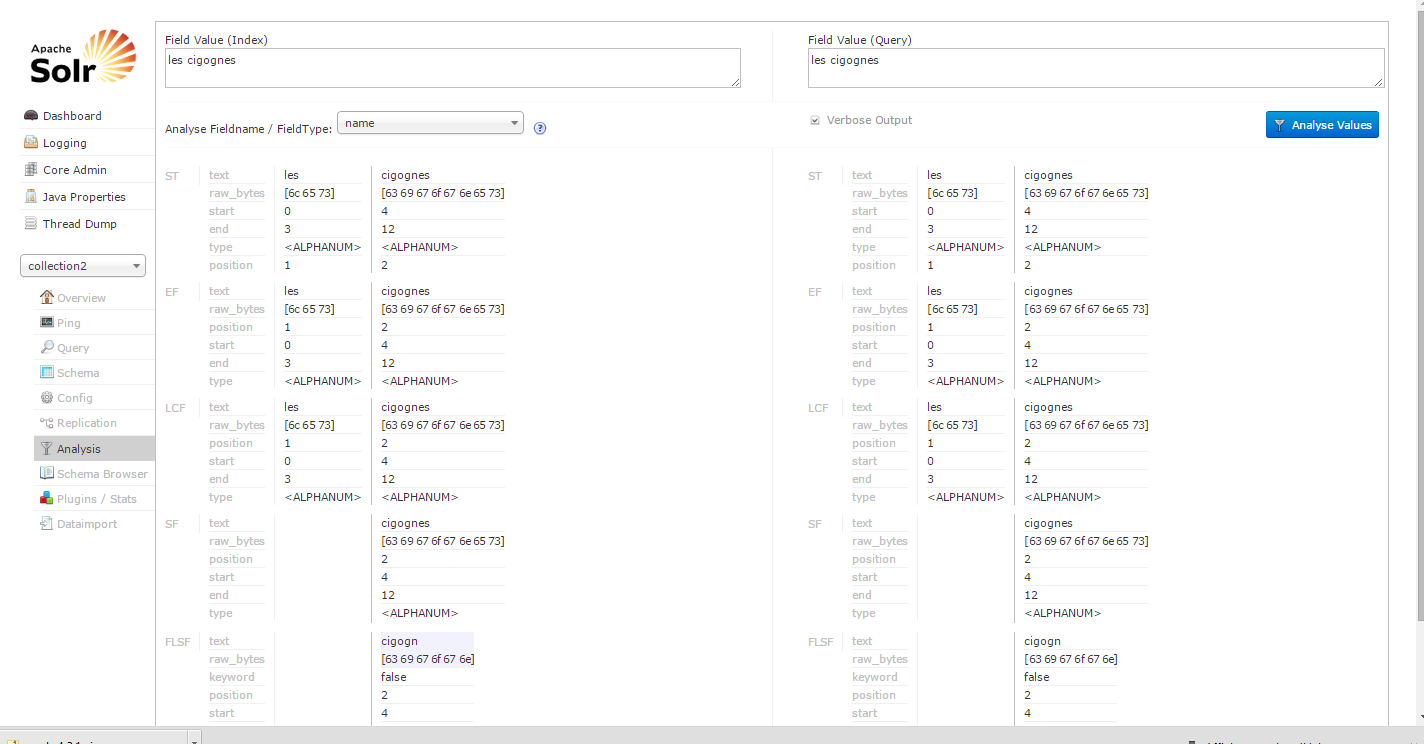 Apache
Solr
Dashboard
Logging
Core Admin
Java Properties
Thread Dump
collection2
Overview
Ping
Query
Schema
Config
Replication
Analysis
Schema Browser
Plugins / Stats
Dataimport
Field Value (Index)
les cigognes
Field Value (Query)
les cigognes
Analyse Fieldname / FieldType: name ?
Verbose Output
Analyse Values
ST text les cigognes
raw_bytes [6c 65 73] [63 69 67 6f 67 6e 65 73]
start 0 4
end 3 12
type <ALPHANUM> <ALPHANUM>
position 1 2
EF text les cigognes
raw_bytes [6c 65 73] [63 69 67 6f 67 6e 65 73]
position 1 2
start 0 4
end 3 12
type <ALPHANUM> <ALPHANUM>
LCF text les cigognes
raw_bytes [6c 65 73] [63 69 67 6f 67 6e 65 73]
position 1 2
start 0 4
end 3 12
type <ALPHANUM> <ALPHANUM>
SF text cigognes
raw_bytes [63 69 67 6f 67 6e 65 73]
position 2
start 4
end 12
type <ALPHANUM>
FLSF text cigogn
raw_bytes [63 69 67 6f 67 6e]
keyword false
position 2
start 4
ST text les cigognes
raw_bytes [6c 65 73] [63 69 67 6f 67 6e 65 73]
start 0 4
end 3 12
type <ALPHANUM> <ALPHANUM>
position 1 2
EF text les cigognes
raw_bytes [6c 65 73] [63 69 67 6f 67 6e 65 73]
position 1 2
start 0 4
end 3 12
type <ALPHANUM> <ALPHANUM>
LCF text les cigognes
raw_bytes [6c 65 73] [63 69 67 6f 67 6e 65 73]
position 1 2
start 0 4
end 3 12
type <ALPHANUM> <ALPHANUM>
SF text cigognes
raw_bytes [63 69 67 6f 67 6e 65 73]
position 2
start 4
end 12
type <ALPHANUM>
FLSF text cigogn
raw_bytes [63 69 67 6f 67 6e]
keyword false
position 2
start 4